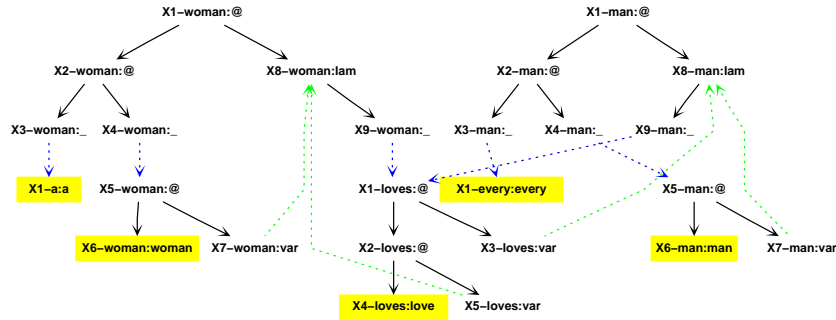 X1−woman:@ X1−man:@
X2−woman:@ X8−woman:lam X2−man:@ X8−man:lam
X3−woman:_ X4−woman:_ X9−woman:_ X3−man:_ X4−man:_ X9−man:_
X1−a:a X5−woman:@ X1−loves:@ X1−every:every X5−man:@
X6−woman:woman X7−woman:var X2−loves:@ X3−loves:var X6−man:man X7−man:var
X4−loves:love X5−loves:var